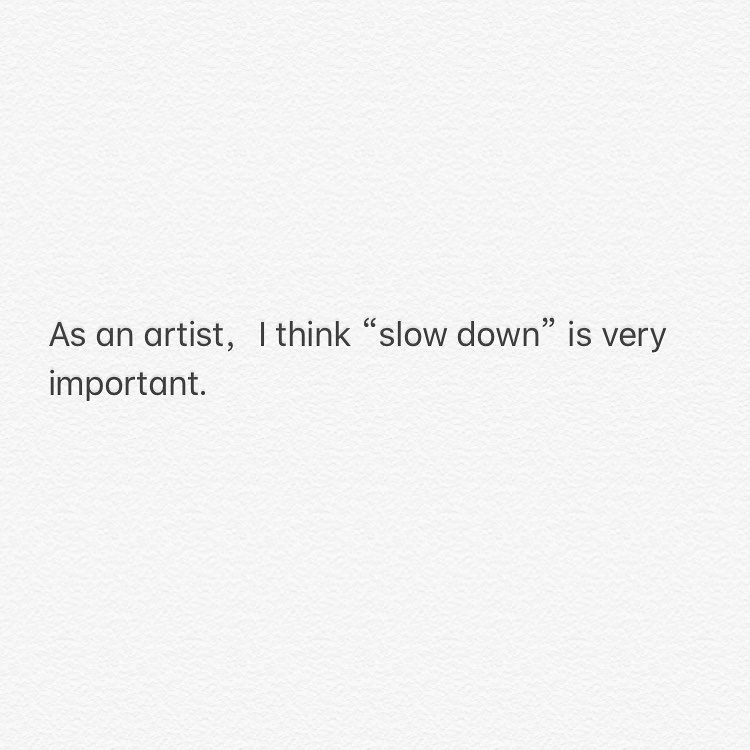 As an artist，I think “slow down” is very
important.